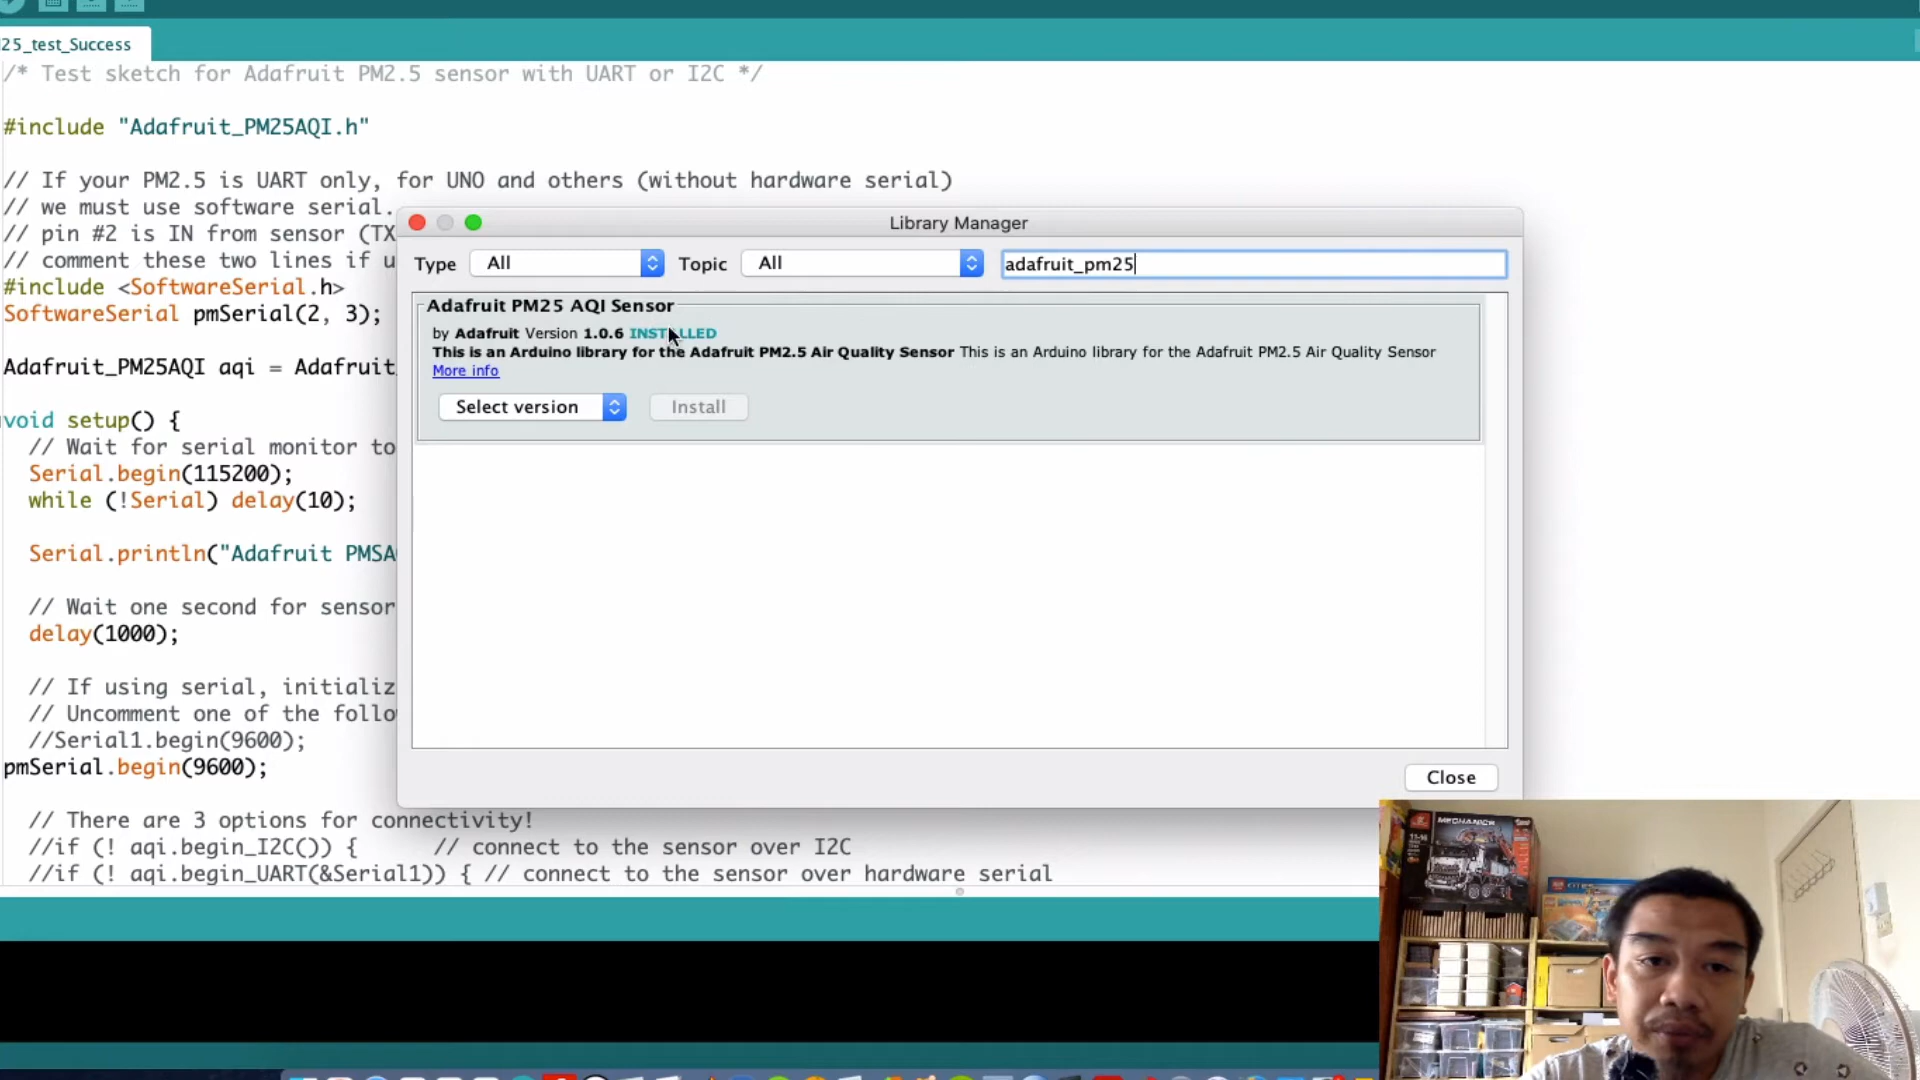 25_test_Success
/* Test sketch for Adafruit PM2.5 sensor with UART or I2C */
#include "Adafruit_PM25AQI.h"
// If your PM2.5 is UART only, for UNO and others (without hardware serial)
// we must use software serial.
// pin #2 is IN from sensor (TX
// comment these two lines if u
#include <SoftwareSerial.h>
SoftwareSerial pmSerial(2, 3);
Adafruit_PM25AQI aqi = Adafruit
void setup() {
// Wait for serial monitor to
Serial.begin(115200);
while (!Serial) delay(10);
Serial.println("Adafruit PMSA
// Wait one second for sensor
delay(1000);
// If using serial, initializ
// Uncomment one of the follo
//Serial1.begin(9600);
pmSerial.begin(9600);
// There are 3 options for connectivity!
//if (! aqi.begin_I2C()) { // connect to the sensor over I2C
//if (! aqi.begin_UART(&Serial1)) { // connect to the sensor over hardware serial
Library Manager
Type All Topic All adafruit_pm25
Adafruit PM25 AQI Sensor
by Adafruit Version 1.0.6 INSTALLED
This is an Arduino library for the Adafruit PM2.5 Air Quality Sensor This is an Arduino library for the Adafruit PM2.5 Air Quality Sensor
More info
Select version Install
Close
MECHANICS